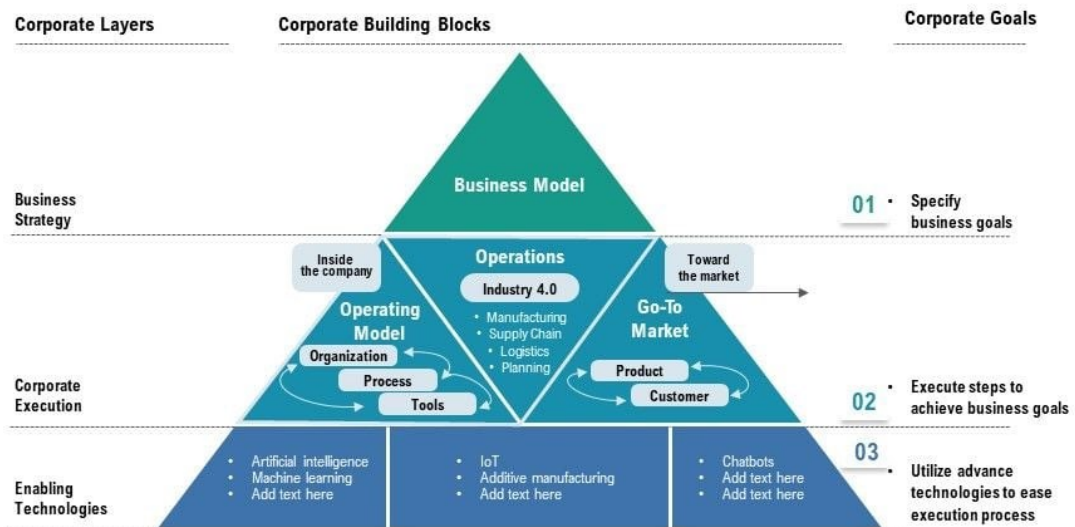 Corporate Layers
Corporate Building Blocks
Corporate Goals
Business Model
Business
Strategy
01
• Specify
business goals
Inside
the company
Operations
Toward
the market
Industry 4.0
• Manufacturing
• Supply Chain
• Logistics
• Planning
Operating
Model
Organization
Process
Tools
Go-To
Market
Product
Customer
Corporate
Execution
02
• Execute steps to
achieve business goals
03
Enabling
Technologies
• Artificial intelligence
• Machine learning
• Add text here
• IoT
• Additive manufacturing
• Add text here
• Chatbots
• Add text here
• Add text here
• Utilize advance
technologies to ease
execution process